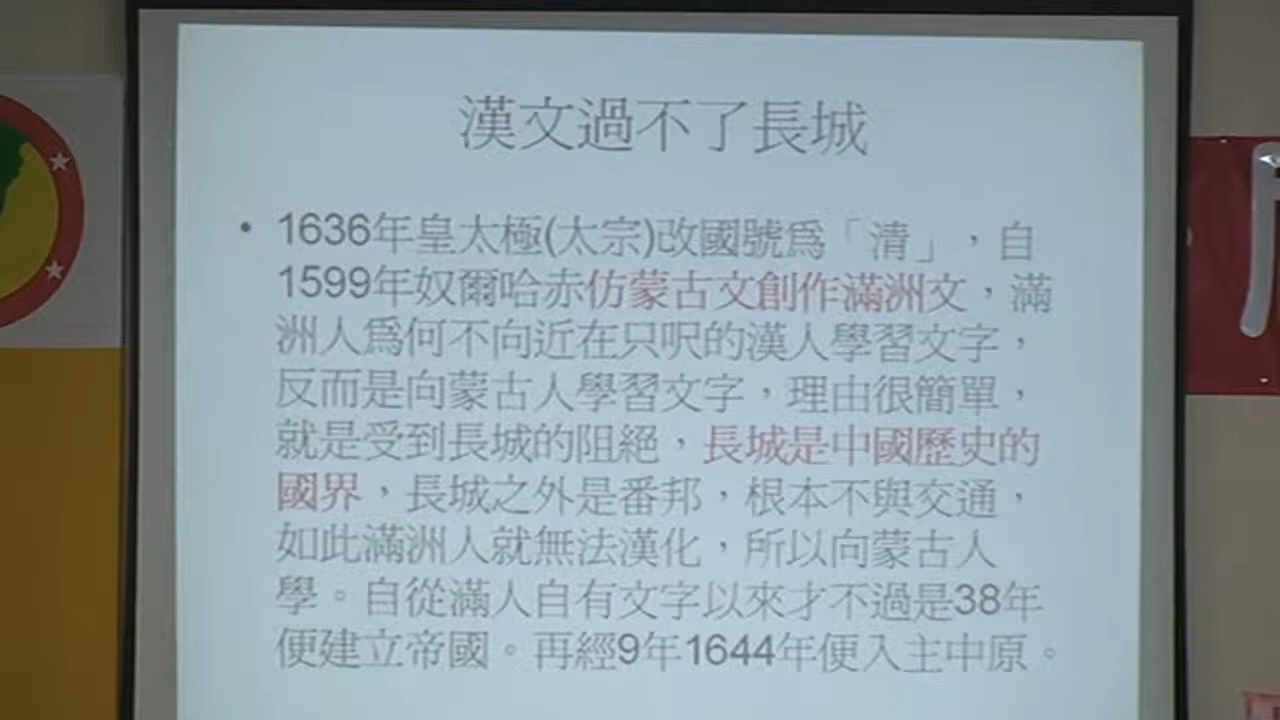 漢文過不了長城
• 1636年皇太極(太宗)改國號為「清」，自
1599年奴爾哈赤仿蒙古文創作滿洲文，滿
洲人為何不向近在只呎的漢人學習文字，
反而是向蒙古人學習文字，理由很簡單，
就是受到長城的阻絕，長城是中國歷史的
國界，長城之外是番邦，根本不與交通，
如此滿洲人就無法漢化，所以向蒙古人
學。自從滿人自有文字以來才不過是38年
便建立帝國。再經9年1644年便入主中原。